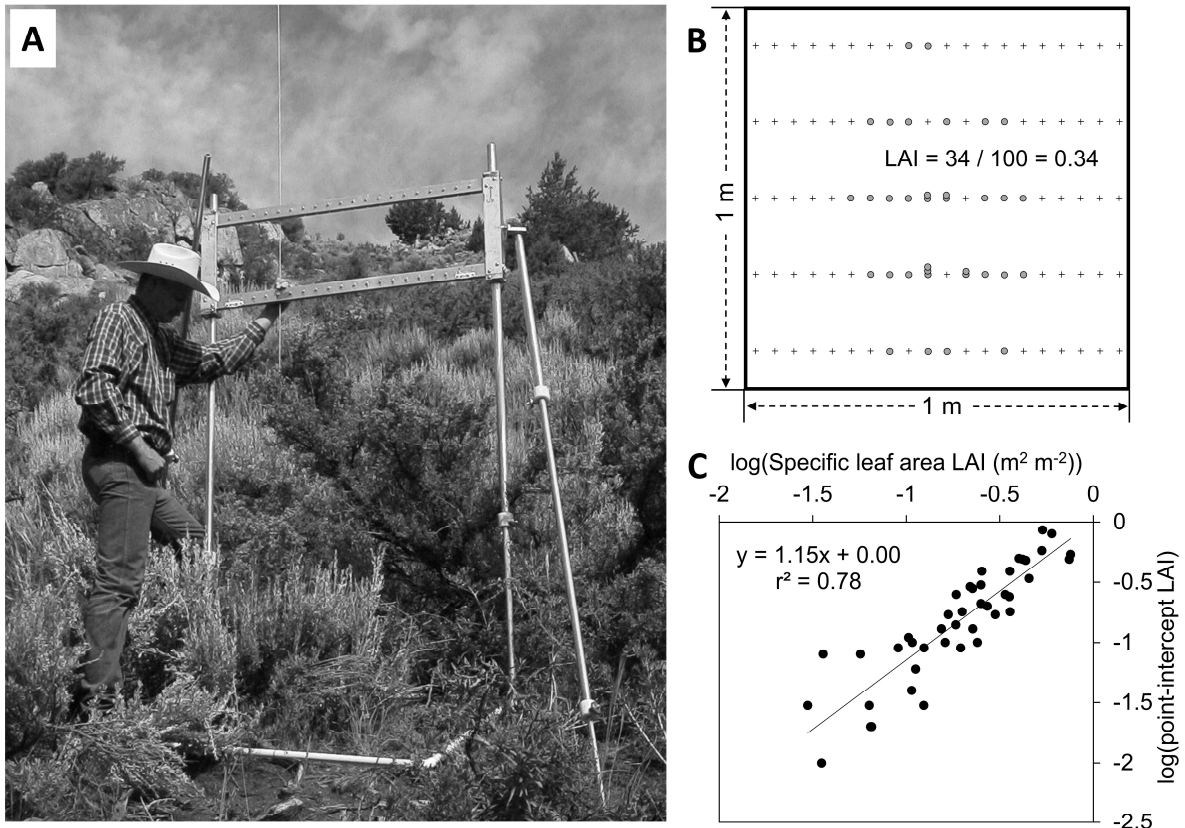 A
B
1 m
LAI = 34 / 100 = 0.34
1 m
C
log(Specific leaf area LAI (m² m⁻²))
-2 -1.5 -1 -0.5 0
y = 1.15x + 0.00
r² = 0.78
0
-0.5
-1
-1.5
-2
-2.5
log(point-intercept LAI)